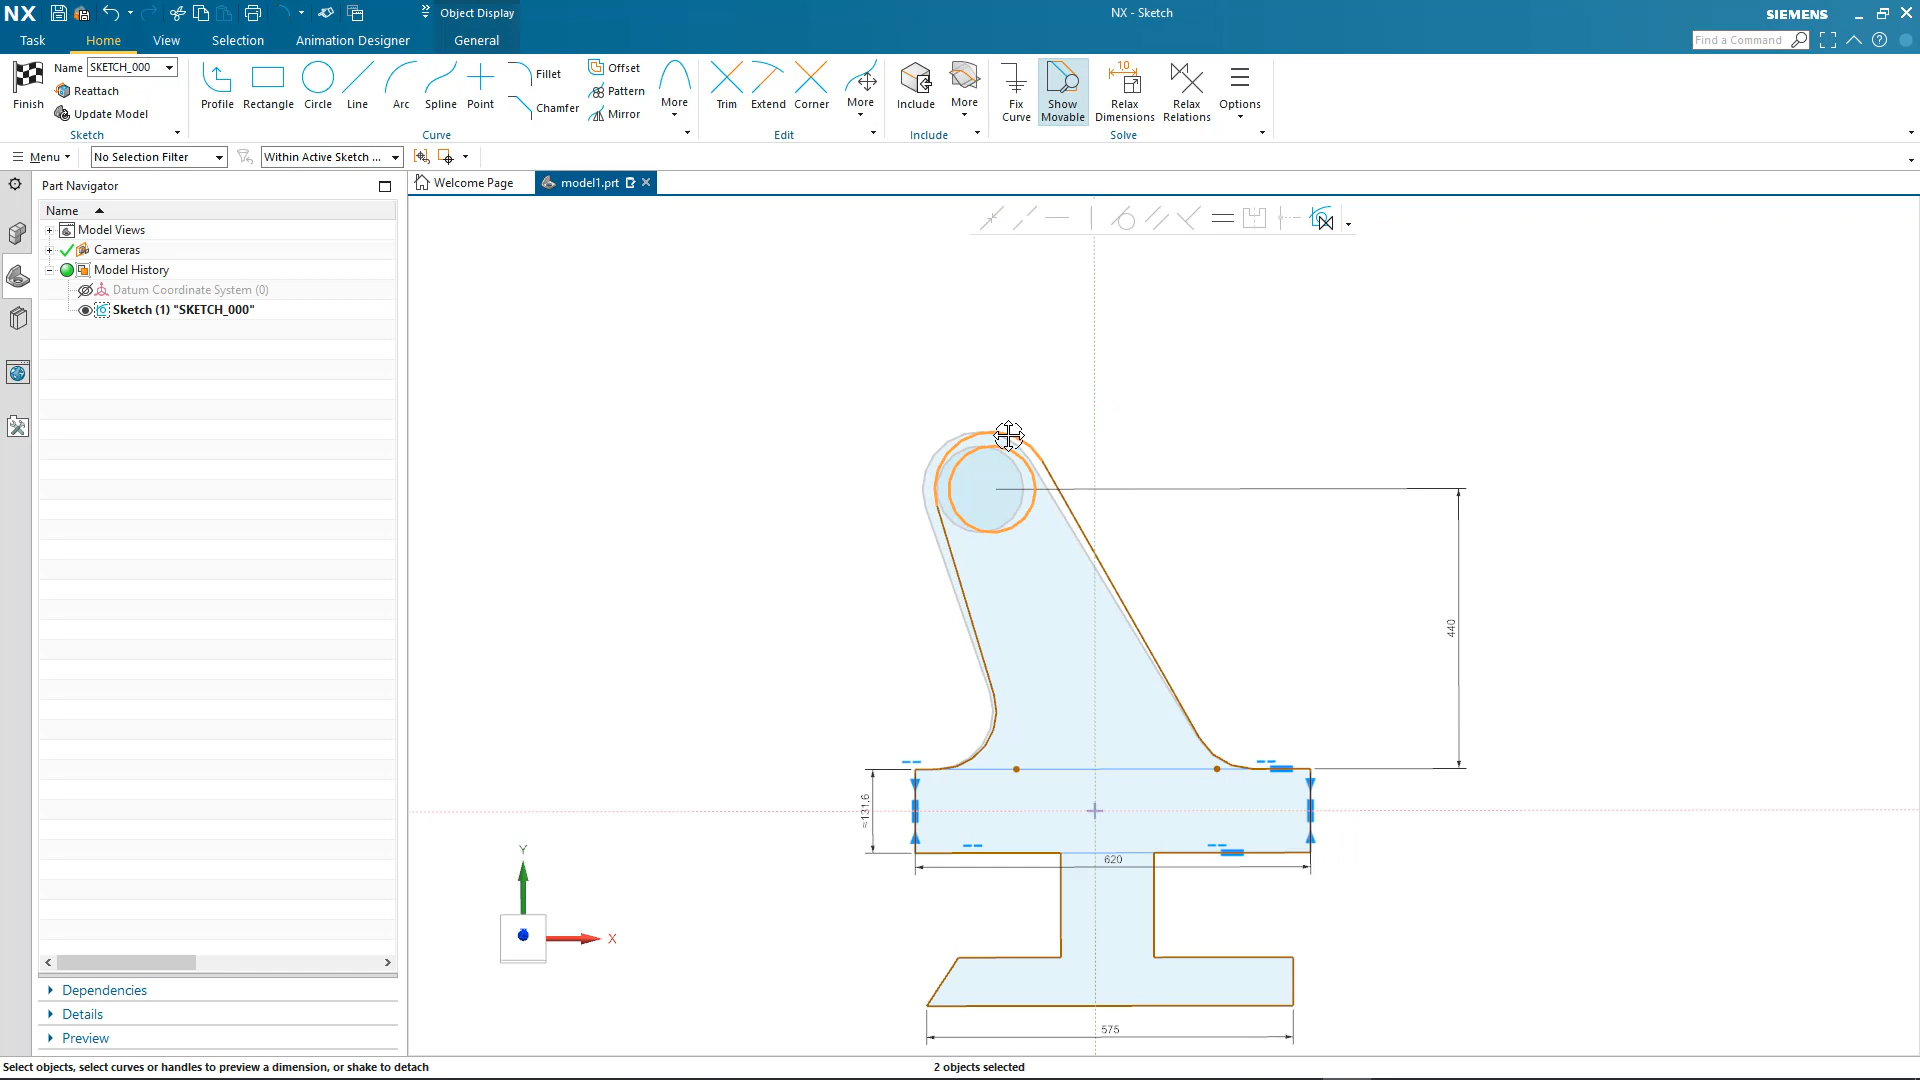 NX
Object Display
NX - Sketch
SIEMENS
Task
Home
View
Selection
Animation Designer
General
Find a Command
Finish
Name SKETCH_000
Reattach
Update Model
Sketch
Profile
Rectangle
Circle
Line
Arc
Spline
Point
Fillet
Chamfer
Offset
Pattern
Mirror
More
Curve
Trim
Extend
Corner
More
Edit
Include
More
Include
Fix Curve
Show Movable
1,0
Relax Dimensions
Relax Relations
Options
Solve
Menu
No Selection Filter
Within Active Sketch ...
Part Navigator
Welcome Page
model1.prt
Name
Model Views
Cameras
Model History
Datum Coordinate System (0)
Sketch (1) "SKETCH_000"
440
≈131.6
620
575
Y
X
Dependencies
Details
Preview
Select objects, select curves or handles to preview a dimension, or shake to detach
2 objects selected